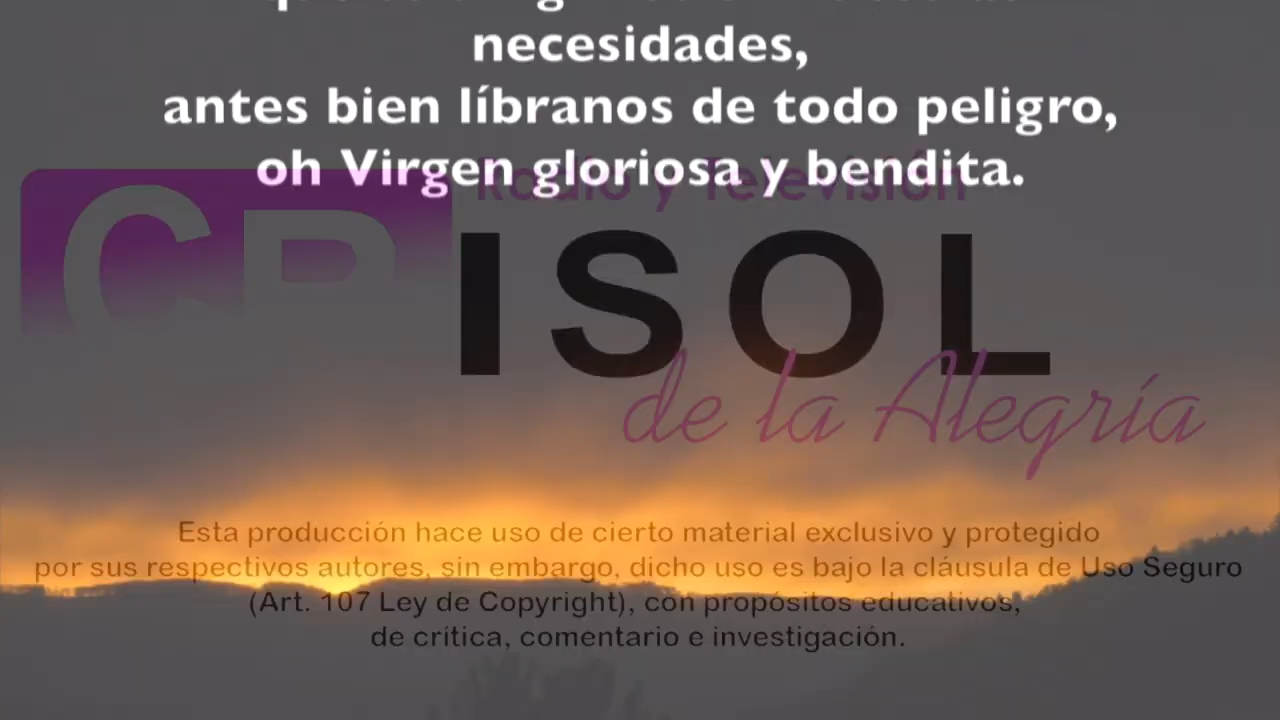 necesidades,
antes bien líbranos de todo peligro,
oh Virgen gloriosa y bendita.
Radio y Televisión
CRISOL
de la Alegría
Esta producción hace uso de cierto material exclusivo y protegido
por sus respectivos autores, sin embargo, dicho uso es bajo la cláusula de Uso Seguro
(Art. 107 Ley de Copyright), con propósitos educativos,
de crítica, comentario e investigación.